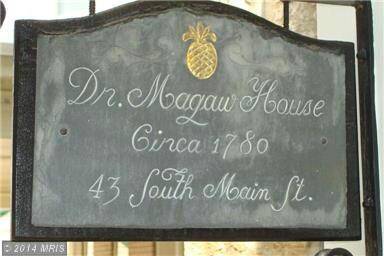 Dr. Magaw House
Circa 1780
43 South Main St.
© 2014 MRIS